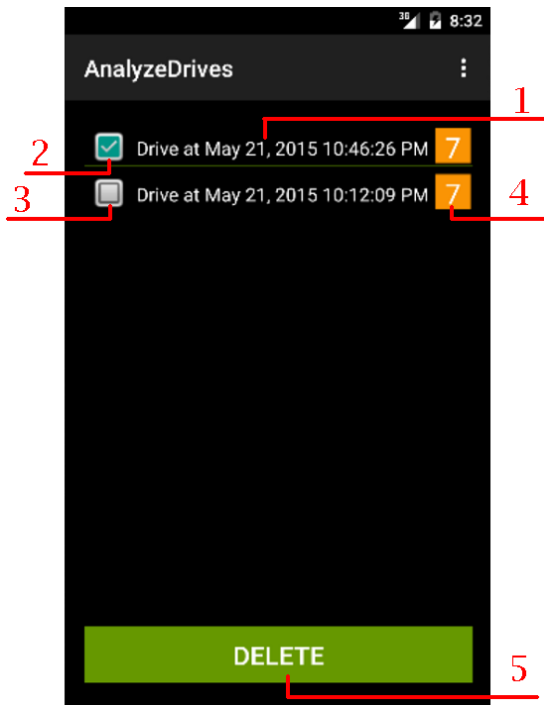 3G 8:32
AnalyzeDrives
1
Drive at May 21, 2015 10:46:26 PM 7
2
Drive at May 21, 2015 10:12:09 PM 7
3
4
DELETE
5